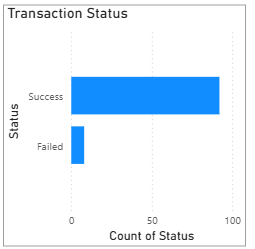 Transaction Status
Status
Success
Failed
0 50 100
Count of Status